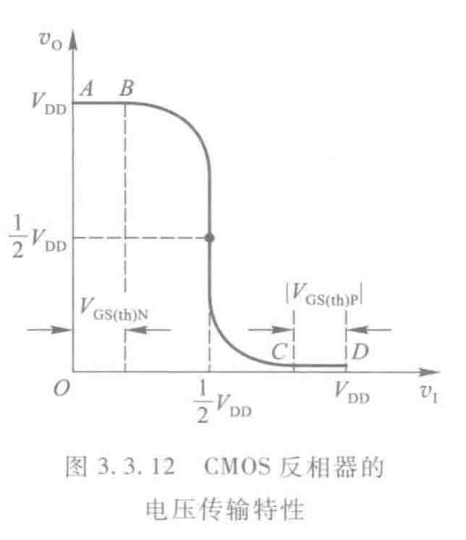 v_O
A B
V_DD
1/2 V_DD
V_GS(th)N
|V_GS(th)P|
C D
O
1/2 V_DD
V_DD
v_I
图 3.3.12 CMOS 反相器的
电压传输特性